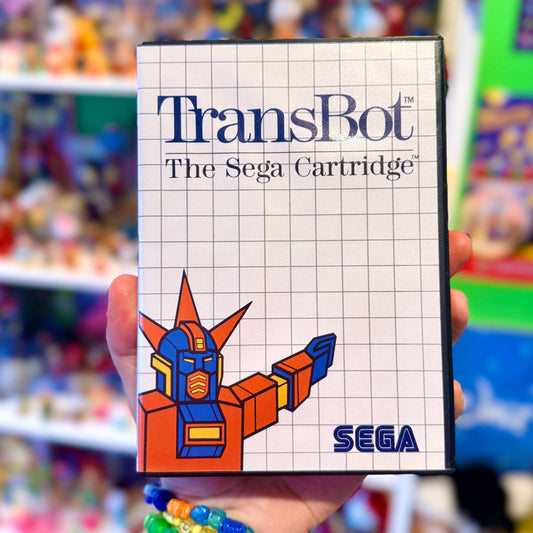 TransBot™
The Sega Cartridge™
SEGA